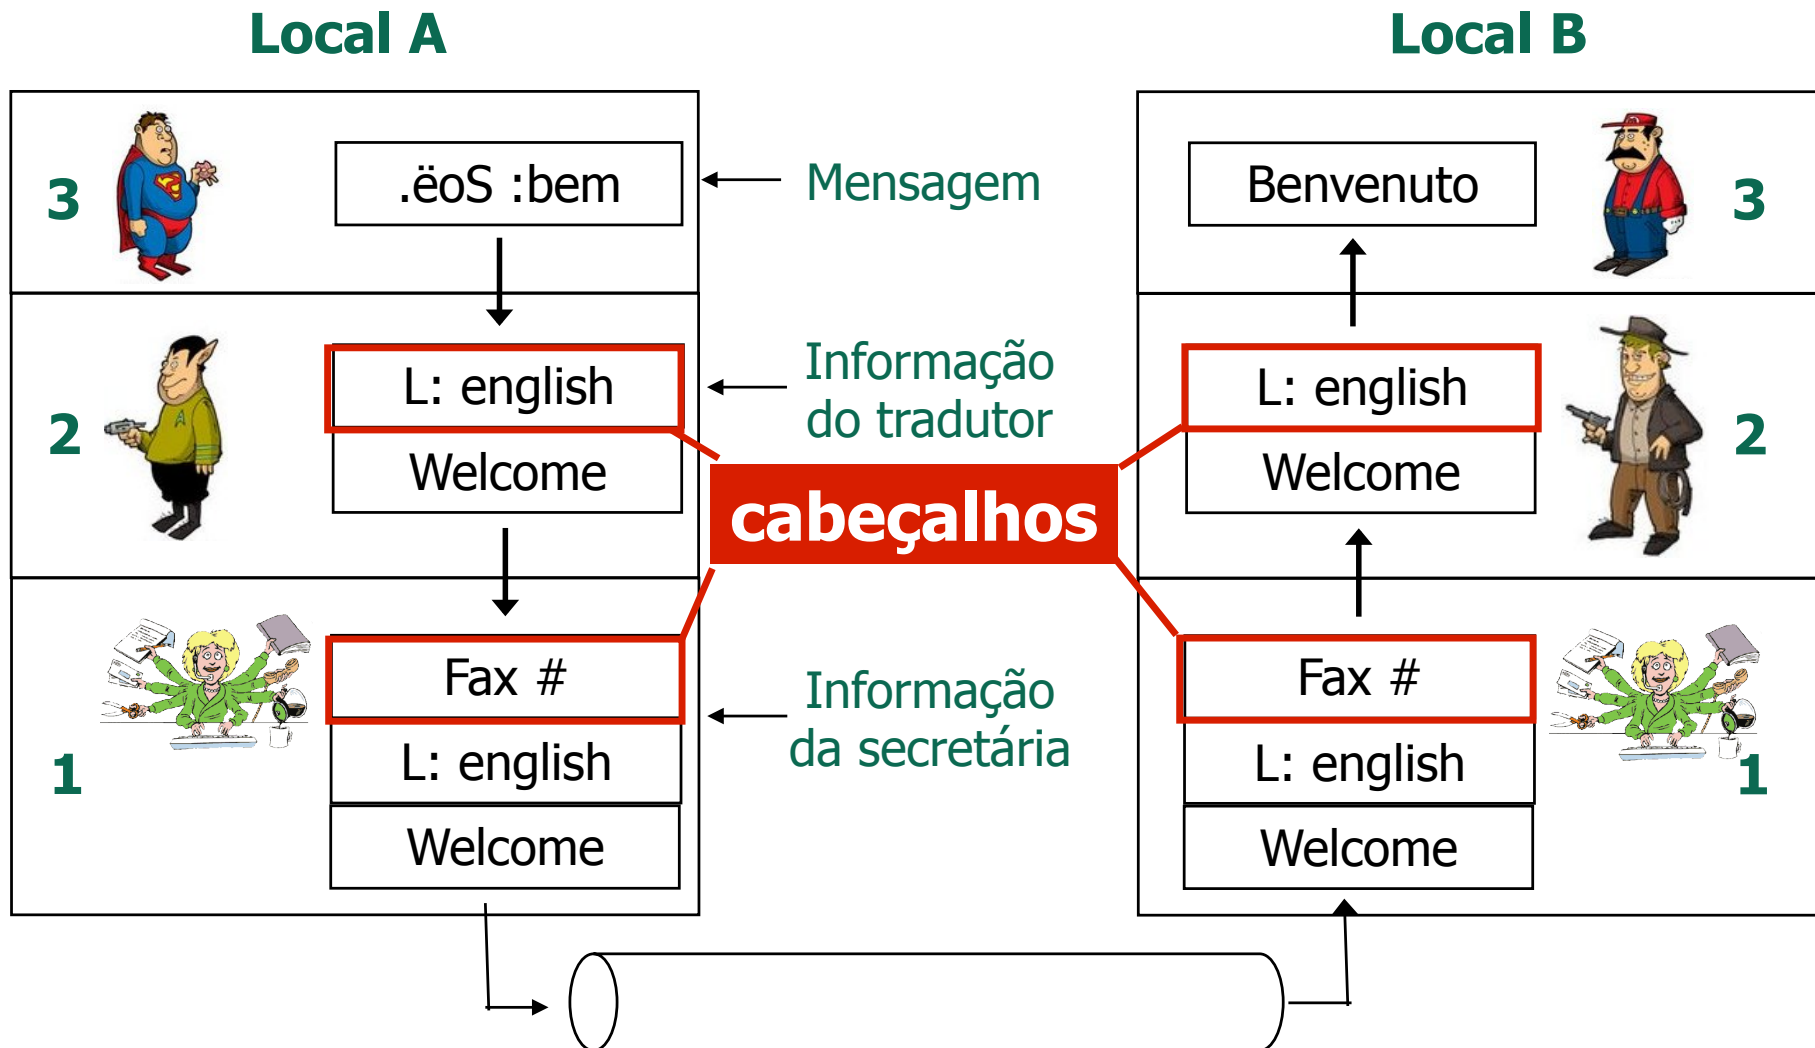 Local A
Local B
3
.ëoS :bem
Mensagem
Benvenuto
3
2
L: english
Welcome
Informação
do tradutor
cabeçalhos
L: english
Welcome
2
1
Fax #
L: english
Welcome
Informação
da secretária
Fax #
L: english
Welcome
1